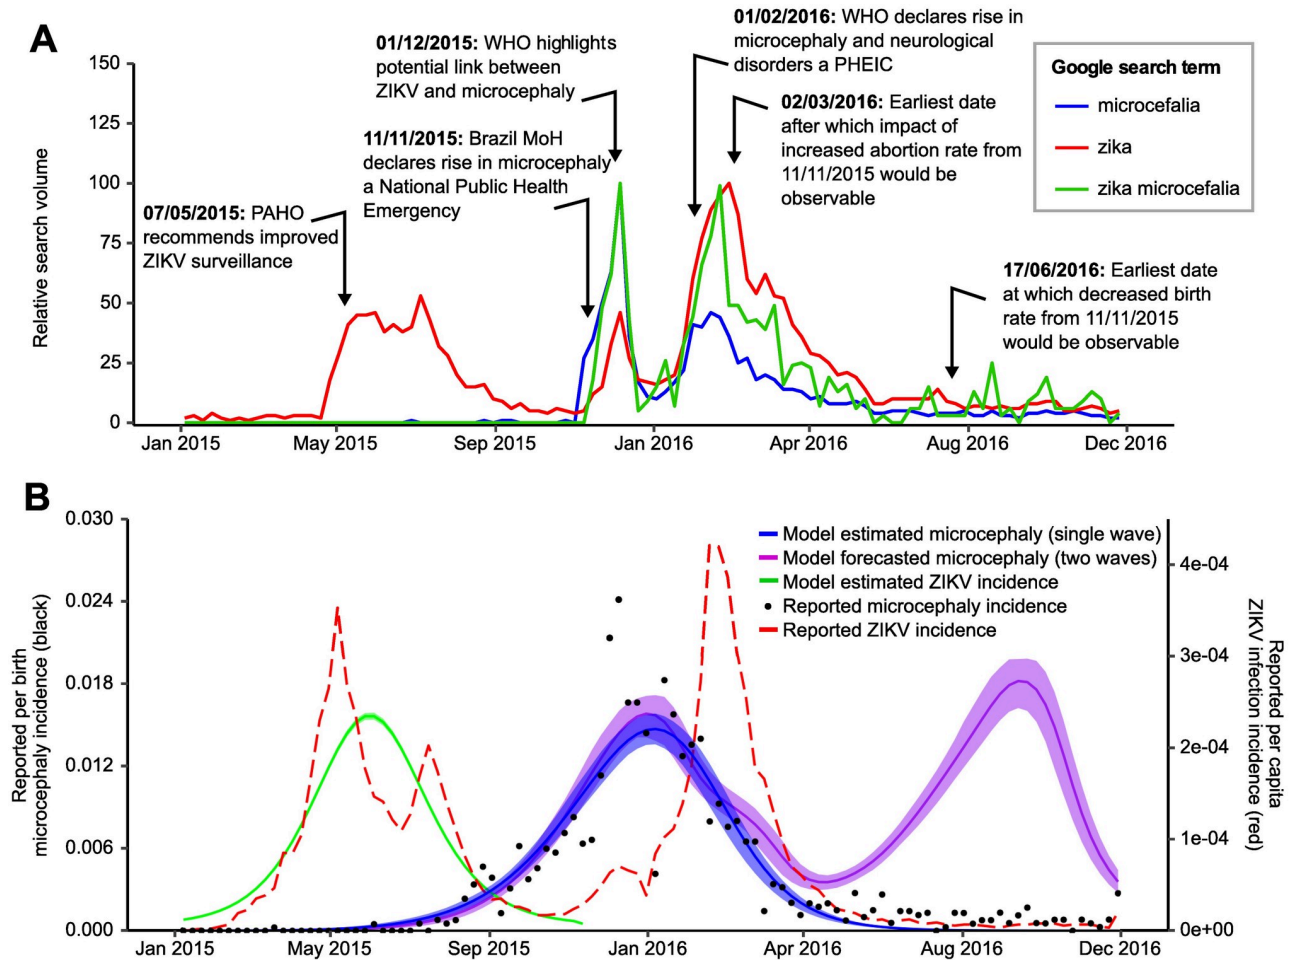 A
01/12/2015: WHO highlights
potential link between
ZIKV and microcephaly
11/11/2015: Brazil MoH
declares rise in microcephaly
a National Public Health
Emergency
07/05/2015: PAHO
recommends improved
ZIKV surveillance
01/02/2016: WHO declares rise in
microcephaly and neurological
disorders a PHEIC
02/03/2016: Earliest date
after which impact of
increased abortion rate from
11/11/2015 would be
observable
17/06/2016: Earliest date
at which decreased birth
rate from 11/11/2015
would be observable
Google search term
microcefalia
zika
zika microcefalia
Relative search volume
150
125
100
75
50
25
0
Jan 2015
May 2015
Sep 2015
Jan 2016
Apr 2016
Aug 2016
Dec 2016
B
Reported per birth
microcephaly incidence (black)
0.030
0.024
0.018
0.012
0.006
0.000
Model estimated microcephaly (single wave)
Model forecasted microcephaly (two waves)
Model estimated ZIKV incidence
Reported microcephaly incidence
Reported ZIKV incidence
4e-04
3e-04
2e-04
1e-04
0e+00
Reported per capita
ZIKV infection incidence (red)
Jan 2015
May 2015
Sep 2015
Jan 2016
Apr 2016
Aug 2016
Dec 2016